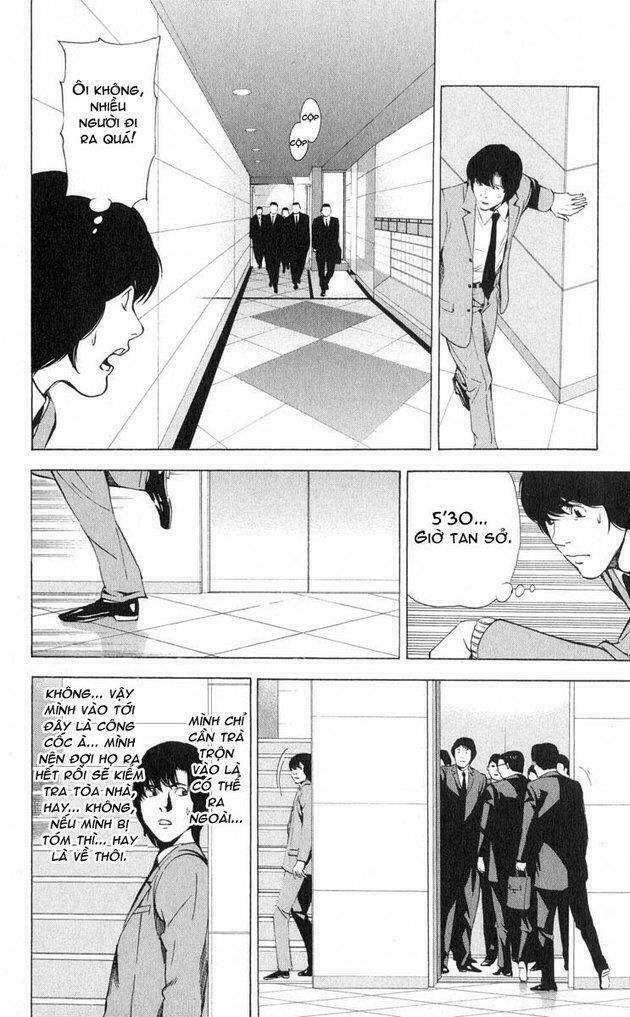 ÔI KHÔNG,
NHIỀU
NGƯỜI ĐI
RA QUÁ!
CỘP
CỘP
5'30...
GIỜ TAN SỞ.
KHÔNG... VẬY
MÌNH VÀO TỚI
ĐÂY LÀ CÔNG
CỐC À... MÌNH
NÊN ĐỢI HỌ RA
HẾT RỒI SẼ KIỂM
TRA TÒA NHÀ,
HAY... KHÔNG,
NẾU MÌNH BỊ
TÓM THÌ... HAY
LÀ VỀ THÔI.
MÌNH CHỈ
CẦN TRÀ
TRỘN
VÀO LÀ
CÓ THỂ
RA
NGOÀI...